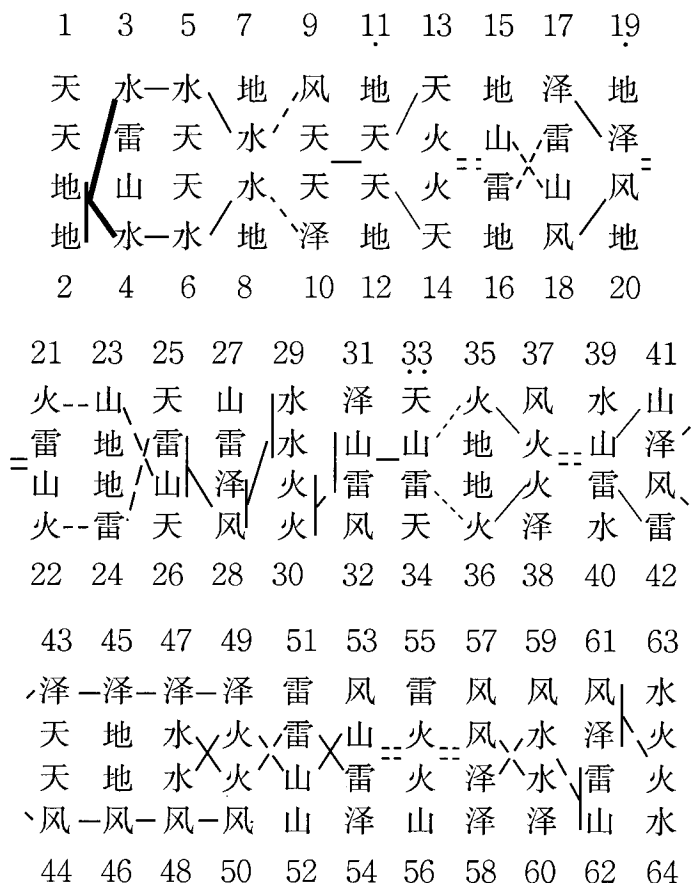 1 3 5 7 9 11 13 15 17 19
天 水 水 地 风 地 天 地 泽 地
天 雷 天 水 天 天 火 山 雷 泽
地 山 天 水 天 天 火 雷 山 风
地 水 水 地 泽 地 天 地 风 地
2 4 6 8 10 12 14 16 18 20
21 23 25 27 29 31 33 35 37 39 41
火 山 天 山 水 泽 天 火 风 水 山
雷 地 雷 雷 水 山 山 地 火 山 泽
山 地 山 泽 火 雷 雷 地 火 雷 风
火 雷 天 风 火 风 天 火 泽 水 雷
22 24 26 28 30 32 34 36 38 40 42
43 45 47 49 51 53 55 57 59 61 63
泽 泽 泽 泽 雷 风 雷 风 风 风 水
天 地 水 火 雷 山 火 风 水 泽 火
天 地 水 火 山 雷 火 泽 水 雷 火
风 风 风 风 山 泽 山 泽 泽 山 水
44 46 48 50 52 54 56 58 60 62 64